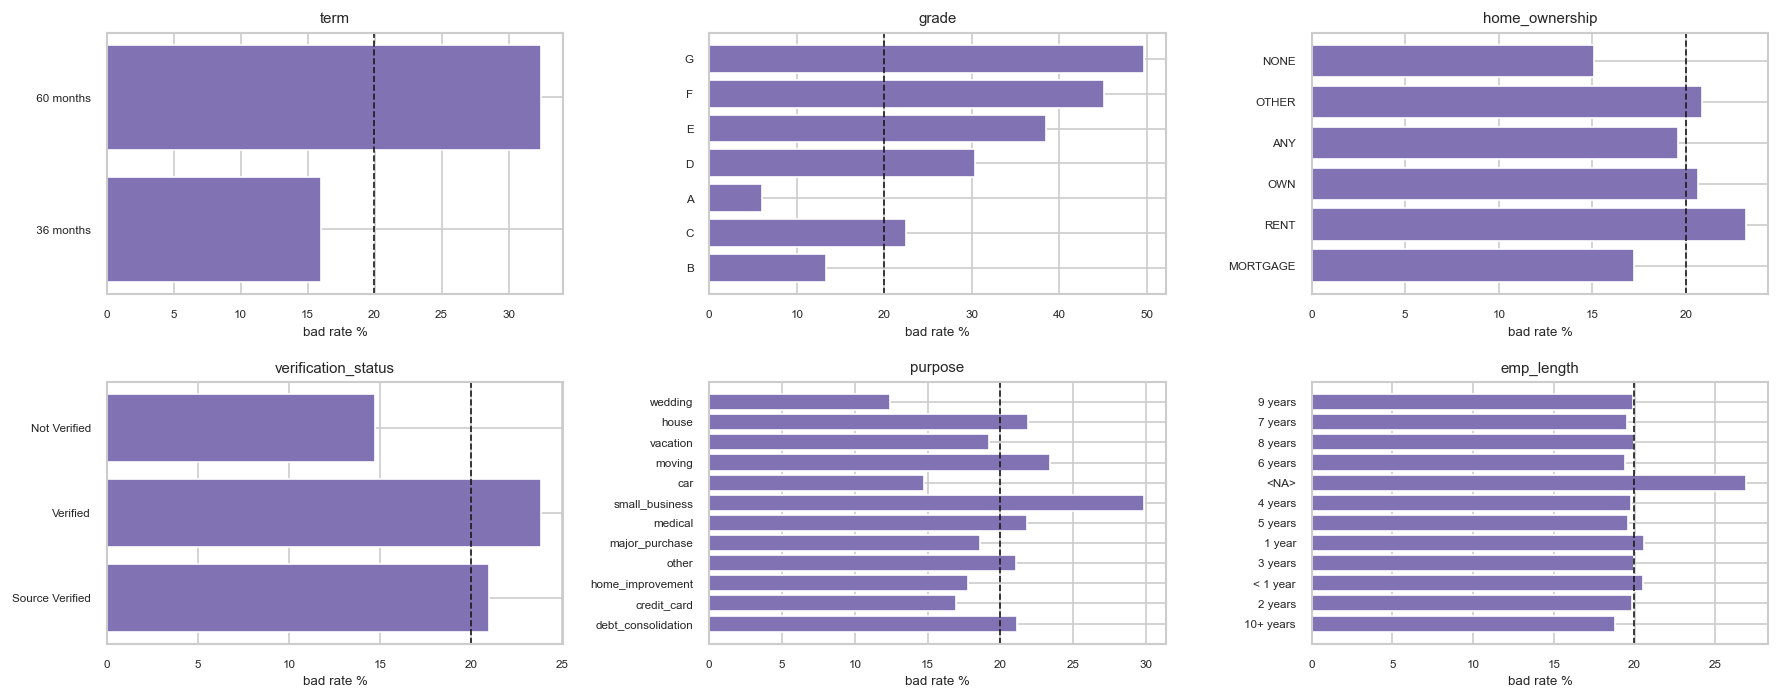 term
60 months
36 months
0 5 10 15 20 25 30
bad rate %
grade
G
F
E
D
A
C
B
0 10 20 30 40 50
bad rate %
home_ownership
NONE
OTHER
ANY
OWN
RENT
MORTGAGE
0 5 10 15 20
bad rate %
verification_status
Not Verified
Verified
Source Verified
0 5 10 15 20 25
bad rate %
purpose
wedding
house
vacation
moving
car
small_business
medical
major_purchase
other
home_improvement
credit_card
debt_consolidation
0 5 10 15 20 25 30
bad rate %
emp_length
9 years
7 years
8 years
6 years
<NA>
4 years
5 years
1 year
3 years
< 1 year
2 years
10+ years
0 5 10 15 20 25
bad rate %